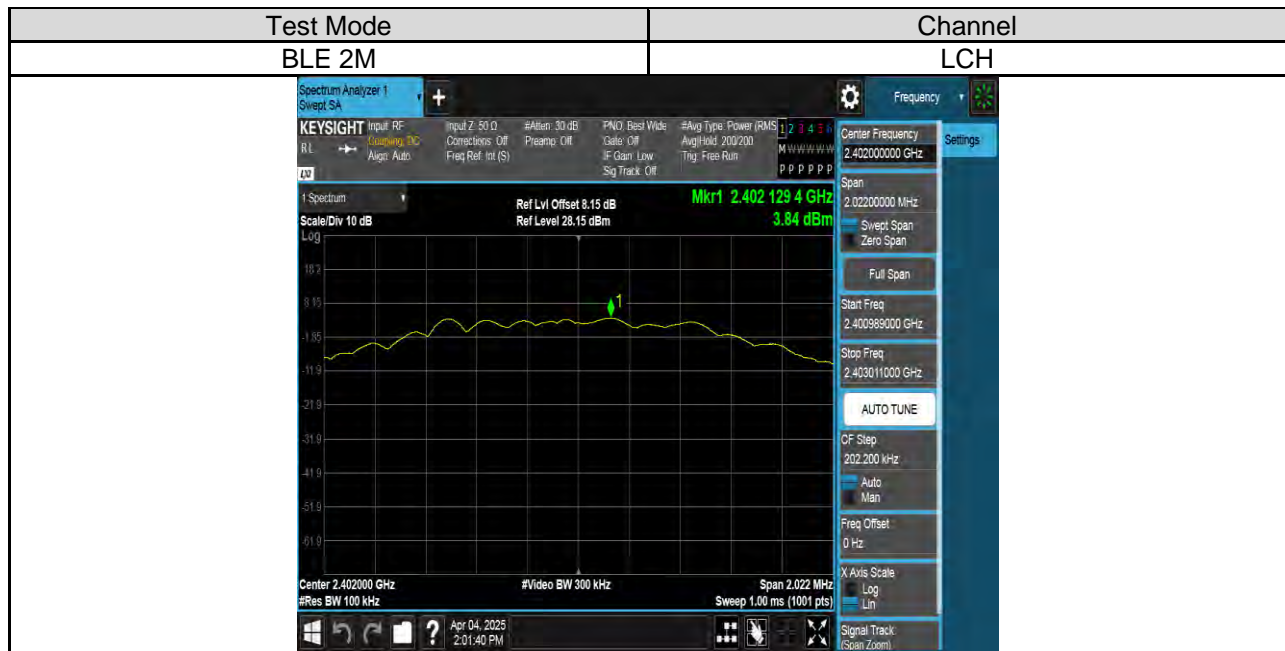 Test Mode
Channel
BLE 2M
LCH
Spectrum Analyzer 1
Swept SA
Frequency
KEYSIGHT
RL
LXI
Input: RF
Coupling: DC
Align: Auto
Input Z: 50 Ω
Corrections: Off
Freq Ref: Int (S)
#Atten: 30 dB
Preamp: Off
PNO: Best Wide
Gate: Off
IF Gain: Low
Sig Track: Off
#Avg Type: Power (RMS
Avg|Hold: 200/200
Trig: Free Run
1 2 3 4 5 6
M W W W W W
P P P P P P
1 Spectrum
Scale/Div 10 dB
Log
Ref Lvl Offset 8.15 dB
Ref Level 28.15 dBm
Mkr1 2.402 129 4 GHz
3.84 dBm
18.2
8.15
1
-1.85
-11.9
-21.9
-31.9
-41.9
-51.9
-61.9
Center 2.402000 GHz
#Res BW 100 kHz
#Video BW 300 kHz
Span 2.022 MHz
Sweep 1.00 ms (1001 pts)
Apr 04, 2025
2:01:40 PM
Center Frequency
2.402000000 GHz
Settings
Span
2.02200000 MHz
Swept Span
Zero Span
Full Span
Start Freq
2.400989000 GHz
Stop Freq
2.403011000 GHz
AUTO TUNE
CF Step
202.200 kHz
Auto
Man
Freq Offset
0 Hz
X Axis Scale
Log
Lin
Signal Track
(Span Zoom)